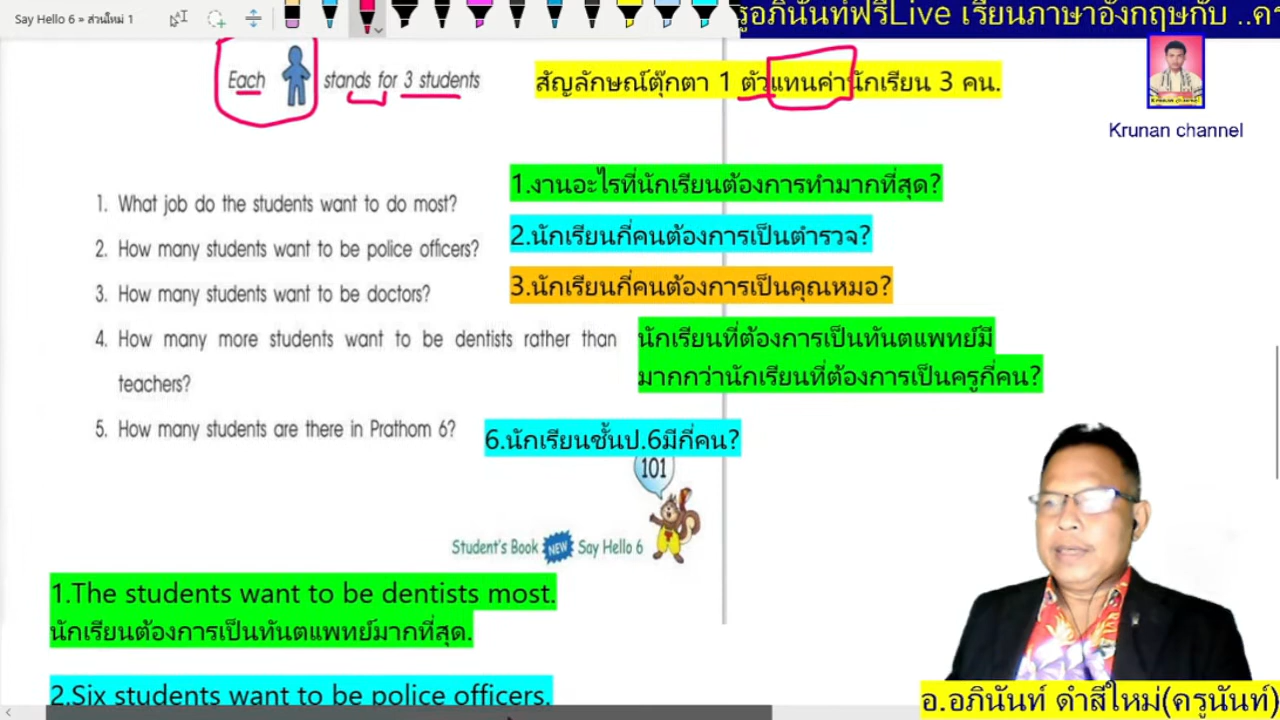 Say Hello 6 » ส่วนใหม่ 1
รูอภินันท์ฟรีLive เรียนภาษาอังกฤษกับ ..คร
Each stands for 3 students
สัญลักษณ์ตุ๊กตา 1 ตัวแทนค่านักเรียน 3 คน.
Krunan channel
Krunan channel
1. What job do the students want to do most?
1.งานอะไรที่นักเรียนต้องการทำมากที่สุด?
2. How many students want to be police officers?
2.นักเรียนกี่คนต้องการเป็นตำรวจ?
3. How many students want to be doctors?
3.นักเรียนกี่คนต้องการเป็นคุณหมอ?
4. How many more students want to be dentists rather than
teachers?
นักเรียนที่ต้องการเป็นทันตแพทย์มี
มากกว่านักเรียนที่ต้องการเป็นครูกี่คน?
5. How many students are there in Prathom 6?
6.นักเรียนชั้นป.6มีกี่คน?
101
Student's Book NEW Say Hello 6
1.The students want to be dentists most.
นักเรียนต้องการเป็นทันตแพทย์มากที่สุด.
2.Six students want to be police officers.
อ.อภินันท์ ดำสีใหม่(ครูนันท์)